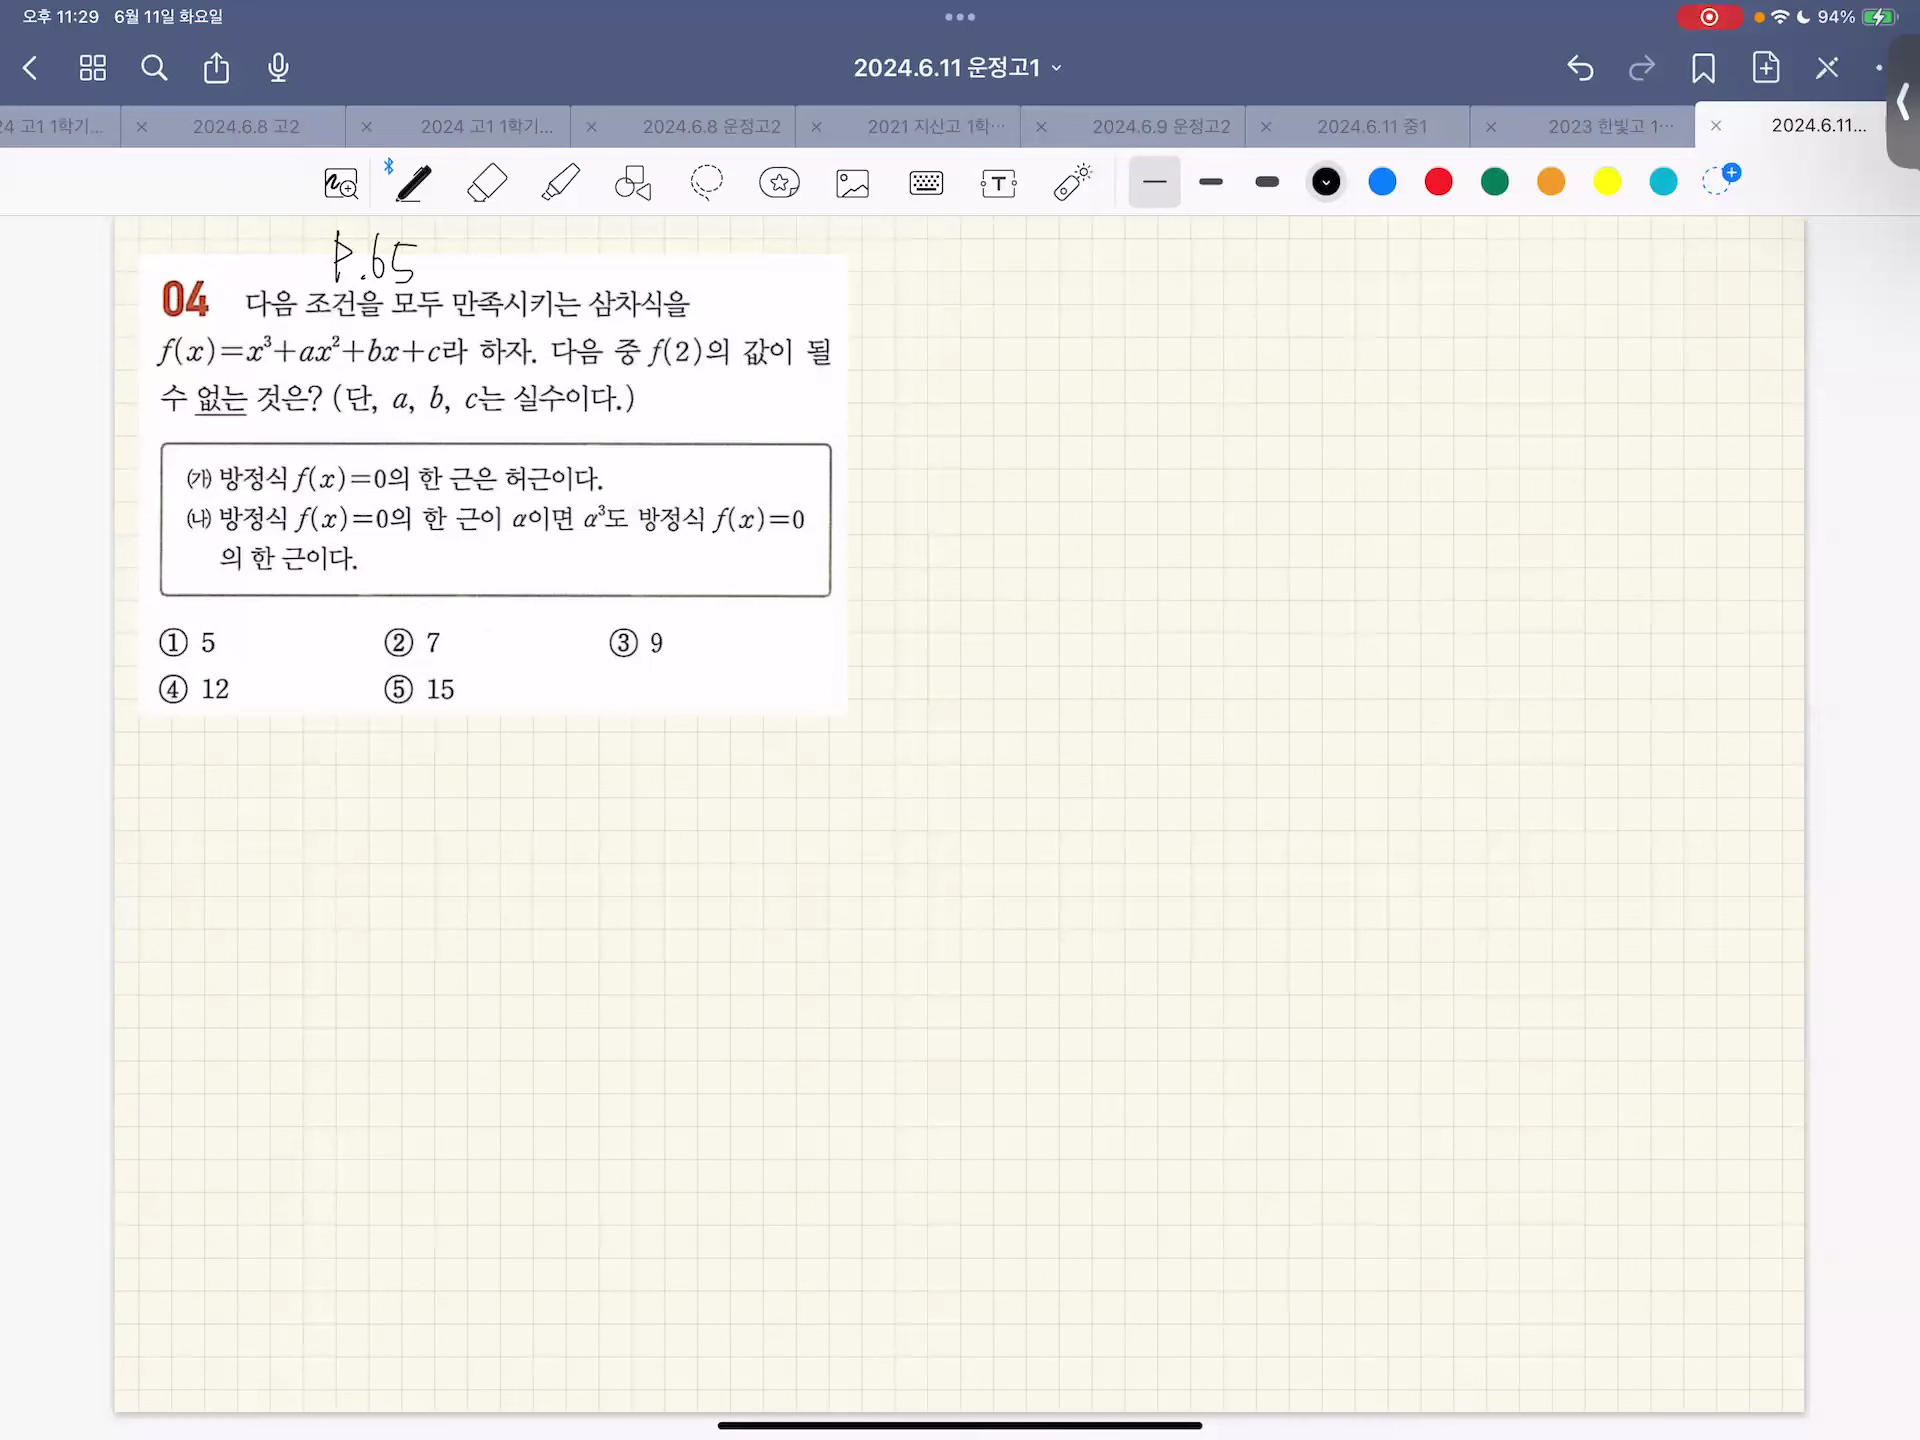 오후 11:29 6월 11일 화요일
94%
2024.6.11 운정고1
24 고1 1학기...
2024.6.8 고2
2024 고1 1학기...
2024.6.8 운정고2
2021 지산고 1학...
2024.6.9 운정고2
2024.6.11 중1
2023 한빛고 1...
2024.6.11...
T
P.65
04 다음 조건을 모두 만족시키는 삼차식을
f(x)=x³+ax²+bx+c라 하자. 다음 중 f(2)의 값이 될
수 없는 것은? (단, a, b, c는 실수이다.)
㈎ 방정식 f(x)=0의 한 근은 허근이다.
㈏ 방정식 f(x)=0의 한 근이 α이면 α³도 방정식 f(x)=0
의 한 근이다.
① 5 ② 7 ③ 9
④ 12 ⑤ 15